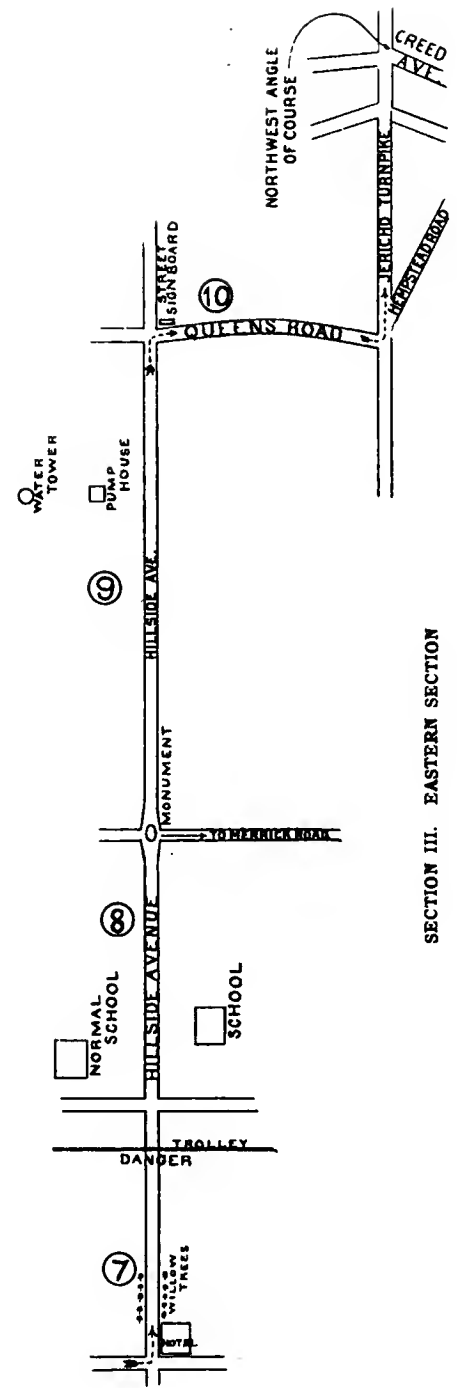 CREED
AVE.
NORTHWEST ANGLE
OF COURSE
JERICHO TURNPIKE
HEMPSTEAD ROAD
STREET
SIGN BOARD
10
QUEENS ROAD
WATER
TOWER
PUMP
HOUSE
9
HILLSIDE AVE.
MONUMENT
TO MERRICK ROAD
8
HILLSIDE AVENUE
NORMAL
SCHOOL
SCHOOL
TROLLEY
DANGER
7
WILLOW
TREES
HOTEL
SECTION III. EASTERN SECTION